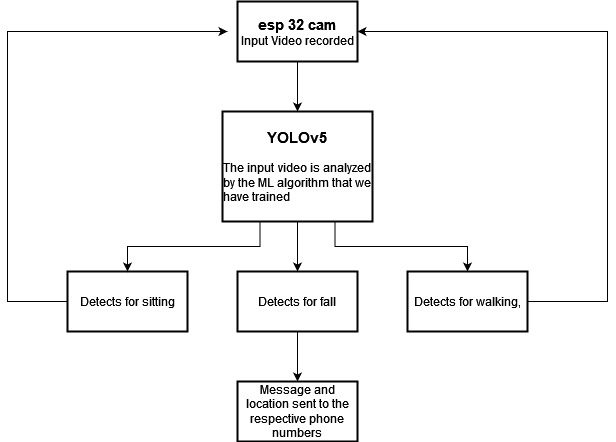 esp 32 cam
Input Video recorded
YOLOv5
The input video is analyzed
by the ML algorithm that we
have trained
Detects for sitting
Detects for fall
Detects for walking,
Message and
location sent to the
respective phone
numbers